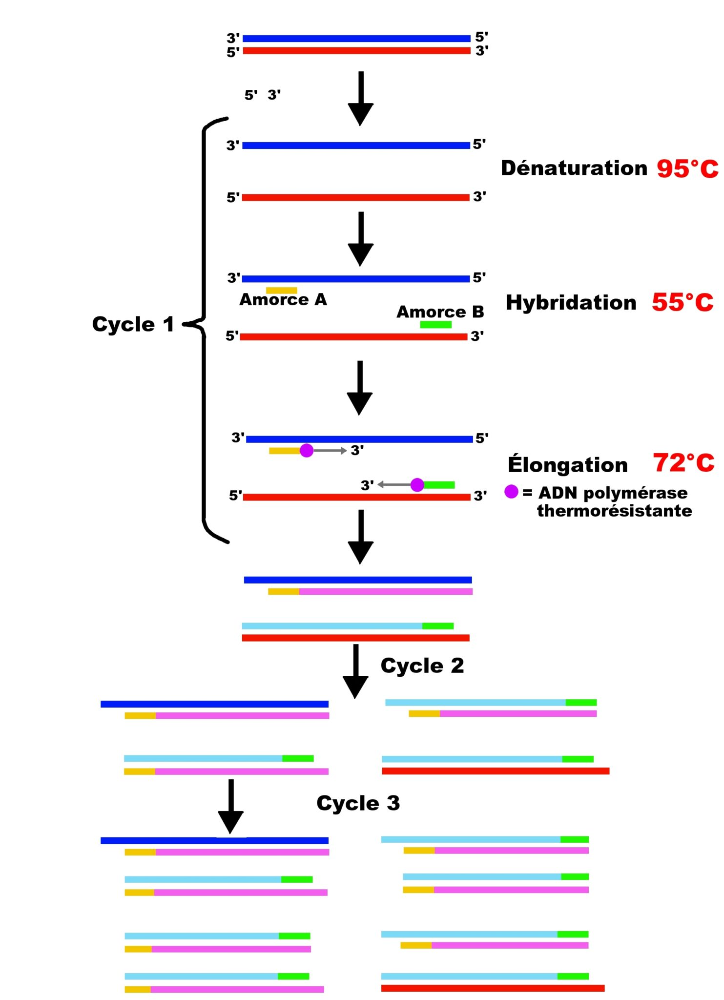 3' 5'
5' 3'
5' 3'
3' 5'
Dénaturation 95°C
5' 3'
3' 5'
Amorce A
Hybridation 55°C
Amorce B
Cycle 1
5' 3'
3' 5'
3'
Élongation 72°C
3'
= ADN polymérase
thermorésistante
5' 3'
Cycle 2
Cycle 3